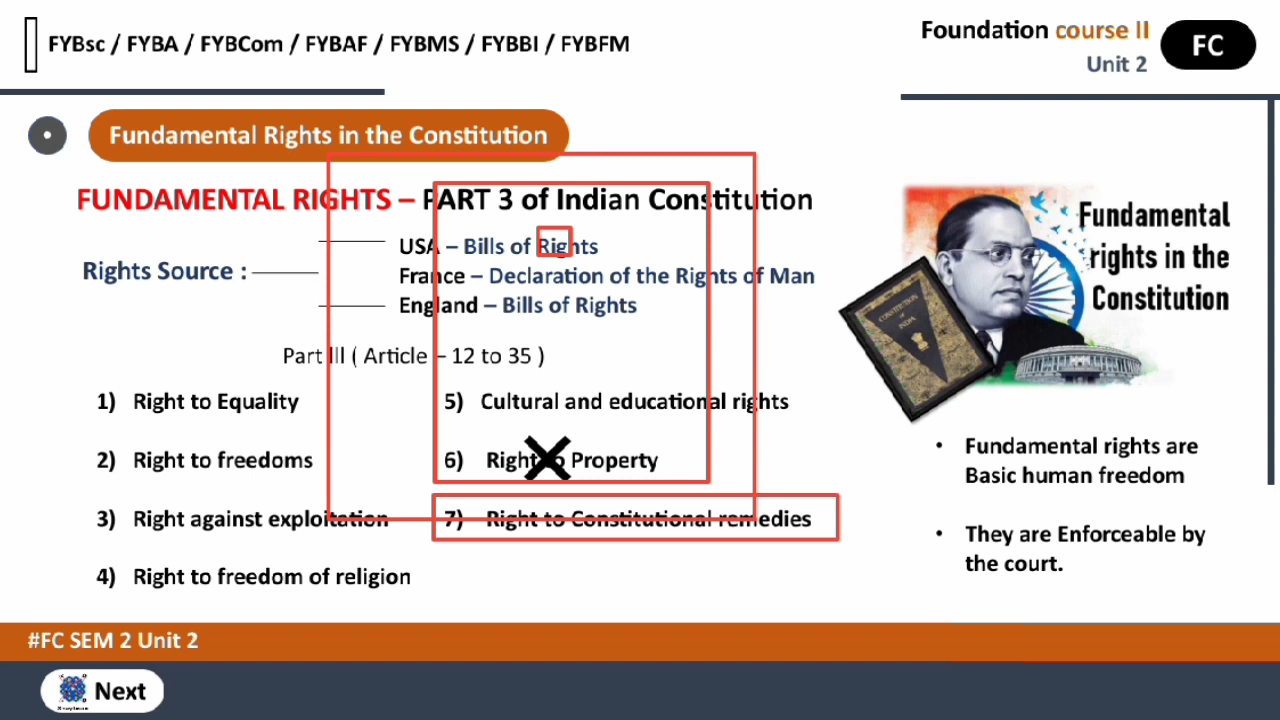 FYBsc / FYBA / FYBCom / FYBAF / FYBMS / FYBBI / FYBFM
Foundation course II
Unit 2
FC
Fundamental Rights in the Constitution
FUNDAMENTAL RIGHTS – PART 3 of Indian Constitution
Rights Source :
USA – Bills of Rights
France – Declaration of the Rights of Man
England – Bills of Rights
Part III ( Article – 12 to 35 )
1) Right to Equality
2) Right to freedoms
3) Right against exploitation
4) Right to freedom of religion
5) Cultural and educational rights
6) Right to Property
7) Right to Constitutional remedies
Fundamental
rights in the
Constitution
CONSTITUTION
of
INDIA
• Fundamental rights are
Basic human freedom
• They are Enforceable by
the court.
#FC SEM 2 Unit 2
Next